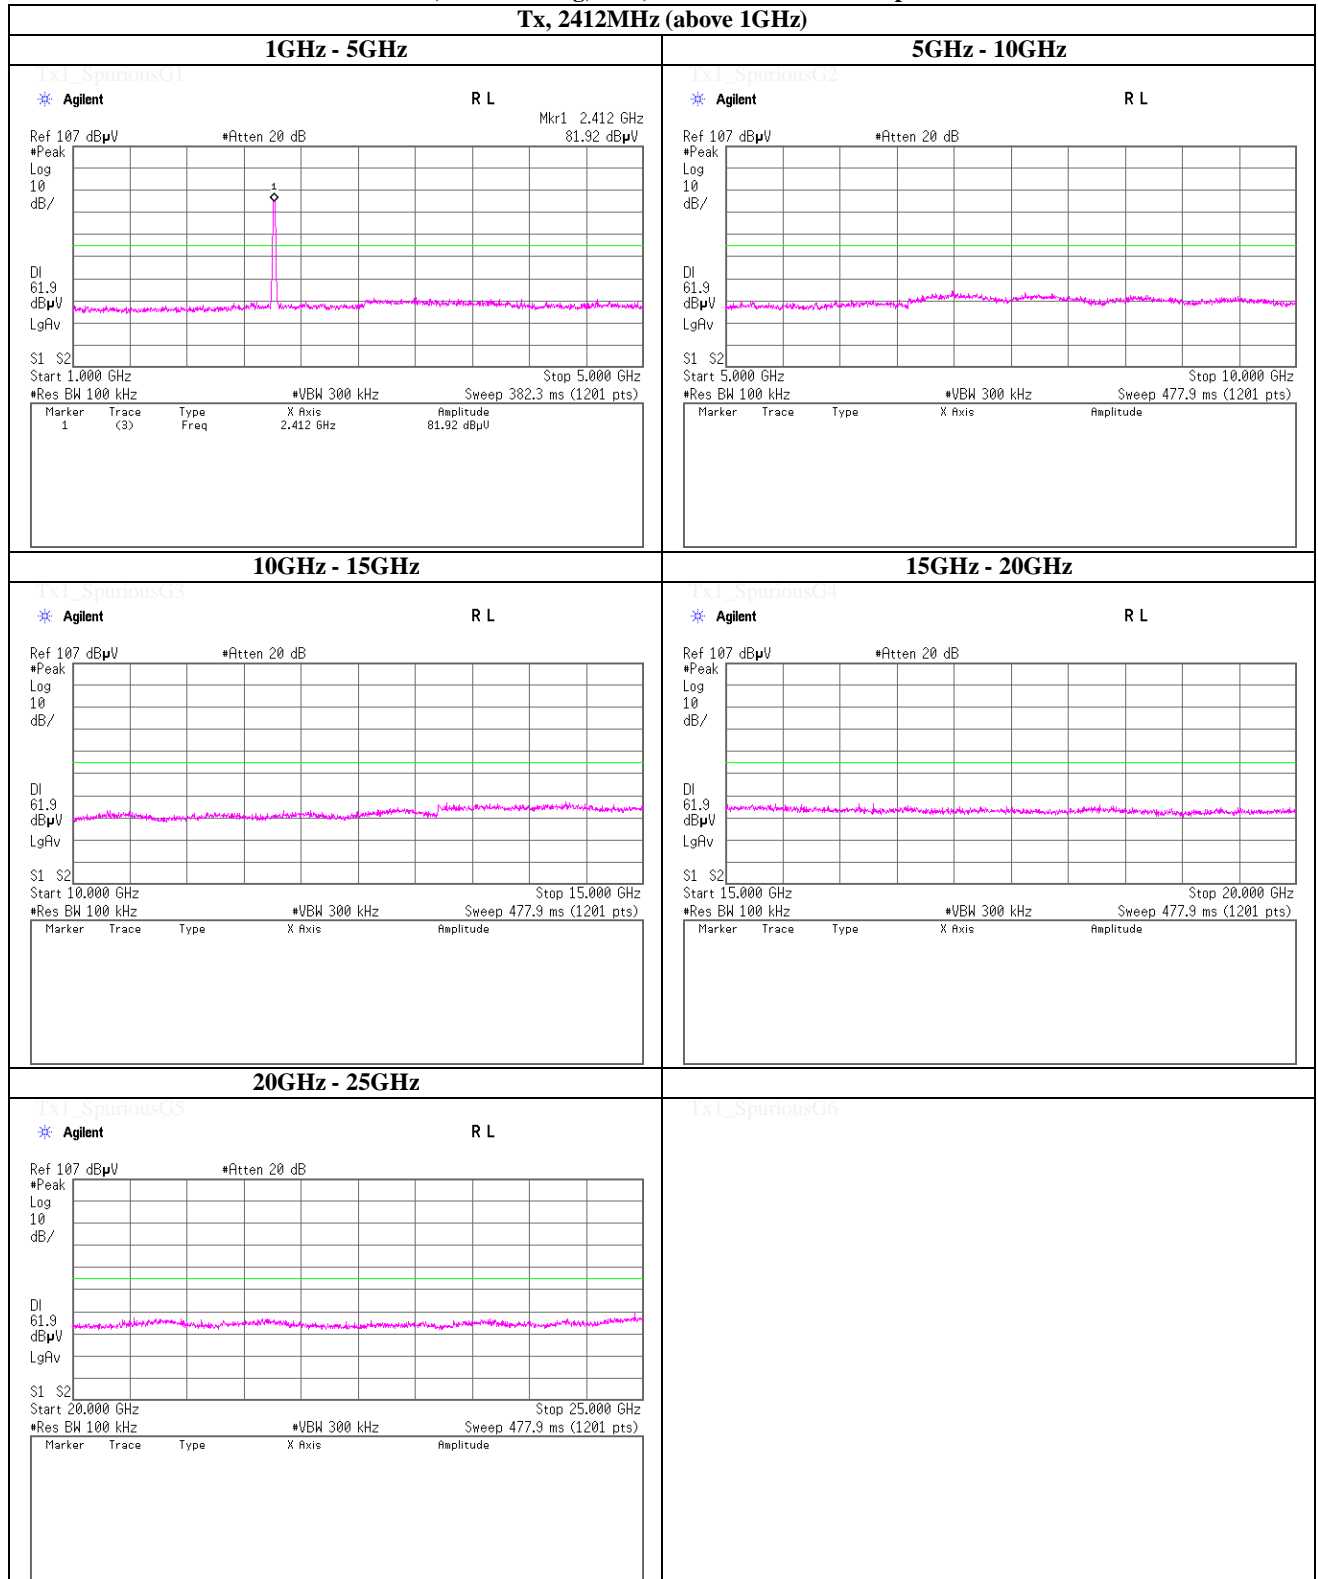 Tx, 2412MHz (above 1GHz)
1GHz - 5GHz
5GHz - 10GHz
Tx1_SpuriousG1
Agilent
R L
Mkr1 2.412 GHz
Ref 107 dBµV
#Atten 20 dB
81.92 dBµV
#Peak
Log
10
dB/
1
DI
61.9
dBµV
LgAv
S1 S2
Start 1.000 GHz
Stop 5.000 GHz
#Res BW 100 kHz
#VBW 300 kHz
Sweep 382.3 ms (1201 pts)
Marker Trace Type X Axis Amplitude
1 (3) Freq 2.412 GHz 81.92 dBµV
Tx1_SpuriousG2
Agilent
R L
Ref 107 dBµV
#Atten 20 dB
#Peak
Log
10
dB/
DI
61.9
dBµV
LgAv
S1 S2
Start 5.000 GHz
Stop 10.000 GHz
#Res BW 100 kHz
#VBW 300 kHz
Sweep 477.9 ms (1201 pts)
Marker Trace Type X Axis Amplitude
10GHz - 15GHz
15GHz - 20GHz
Tx1_SpuriousG3
Agilent
R L
Ref 107 dBµV
#Atten 20 dB
#Peak
Log
10
dB/
DI
61.9
dBµV
LgAv
S1 S2
Start 10.000 GHz
Stop 15.000 GHz
#Res BW 100 kHz
#VBW 300 kHz
Sweep 477.9 ms (1201 pts)
Marker Trace Type X Axis Amplitude
Tx1_SpuriousG4
Agilent
R L
Ref 107 dBµV
#Atten 20 dB
#Peak
Log
10
dB/
DI
61.9
dBµV
LgAv
S1 S2
Start 15.000 GHz
Stop 20.000 GHz
#Res BW 100 kHz
#VBW 300 kHz
Sweep 477.9 ms (1201 pts)
Marker Trace Type X Axis Amplitude
20GHz - 25GHz
Tx1_SpuriousG5
Agilent
R L
Ref 107 dBµV
#Atten 20 dB
#Peak
Log
10
dB/
DI
61.9
dBµV
LgAv
S1 S2
Start 20.000 GHz
Stop 25.000 GHz
#Res BW 100 kHz
#VBW 300 kHz
Sweep 477.9 ms (1201 pts)
Marker Trace Type X Axis Amplitude
Tx1_SpuriousG6